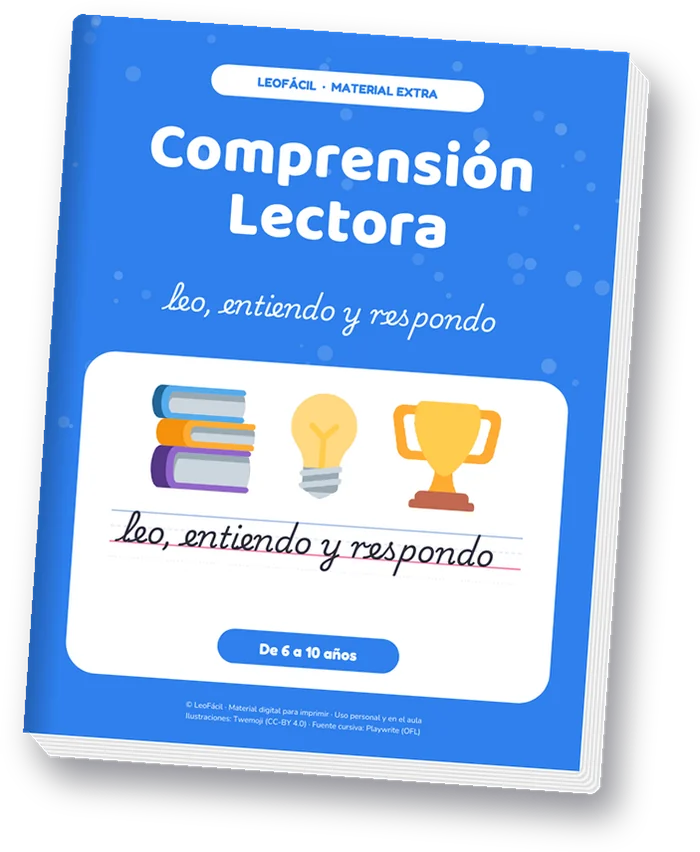 LEOFÁCIL · MATERIAL EXTRA
Comprensión
Lectora
leo, entiendo y respondo
leo, entiendo y respondo
De 6 a 10 años
© LeoFácil · Material digital para imprimir · Uso personal y en el aula
Ilustraciones: Twemoji (CC-BY 4.0) · Fuente cursiva: Playwrite (OFL)